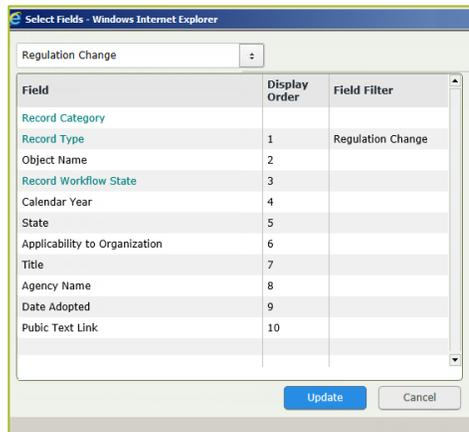 Select Fields - Windows Internet Explorer
Regulation Change
Field Display Order Field Filter
Record Category
Record Type 1 Regulation Change
Object Name 2
Record Workflow State 3
Calendar Year 4
State 5
Applicability to Organization 6
Title 7
Agency Name 8
Date Adopted 9
Pubic Text Link 10
Update Cancel